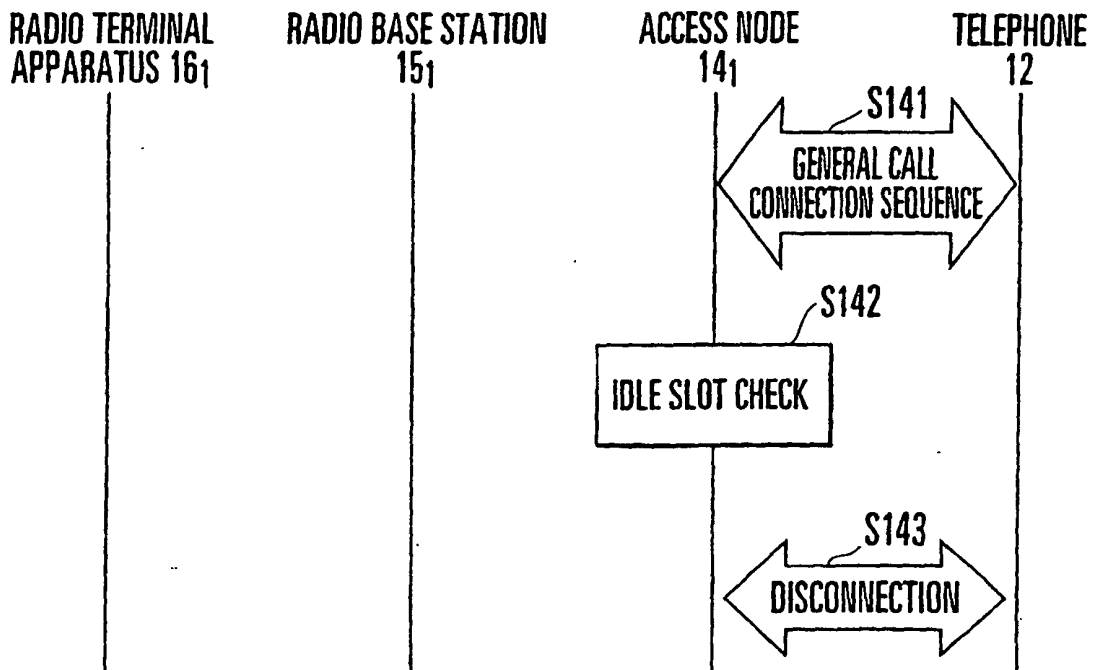 RADIO TERMINAL
APPARATUS 16₁
RADIO BASE STATION
15₁
ACCESS NODE
14₁
TELEPHONE
12
S141
GENERAL CALL
CONNECTION SEQUENCE
S142
IDLE SLOT CHECK
S143
DISCONNECTION